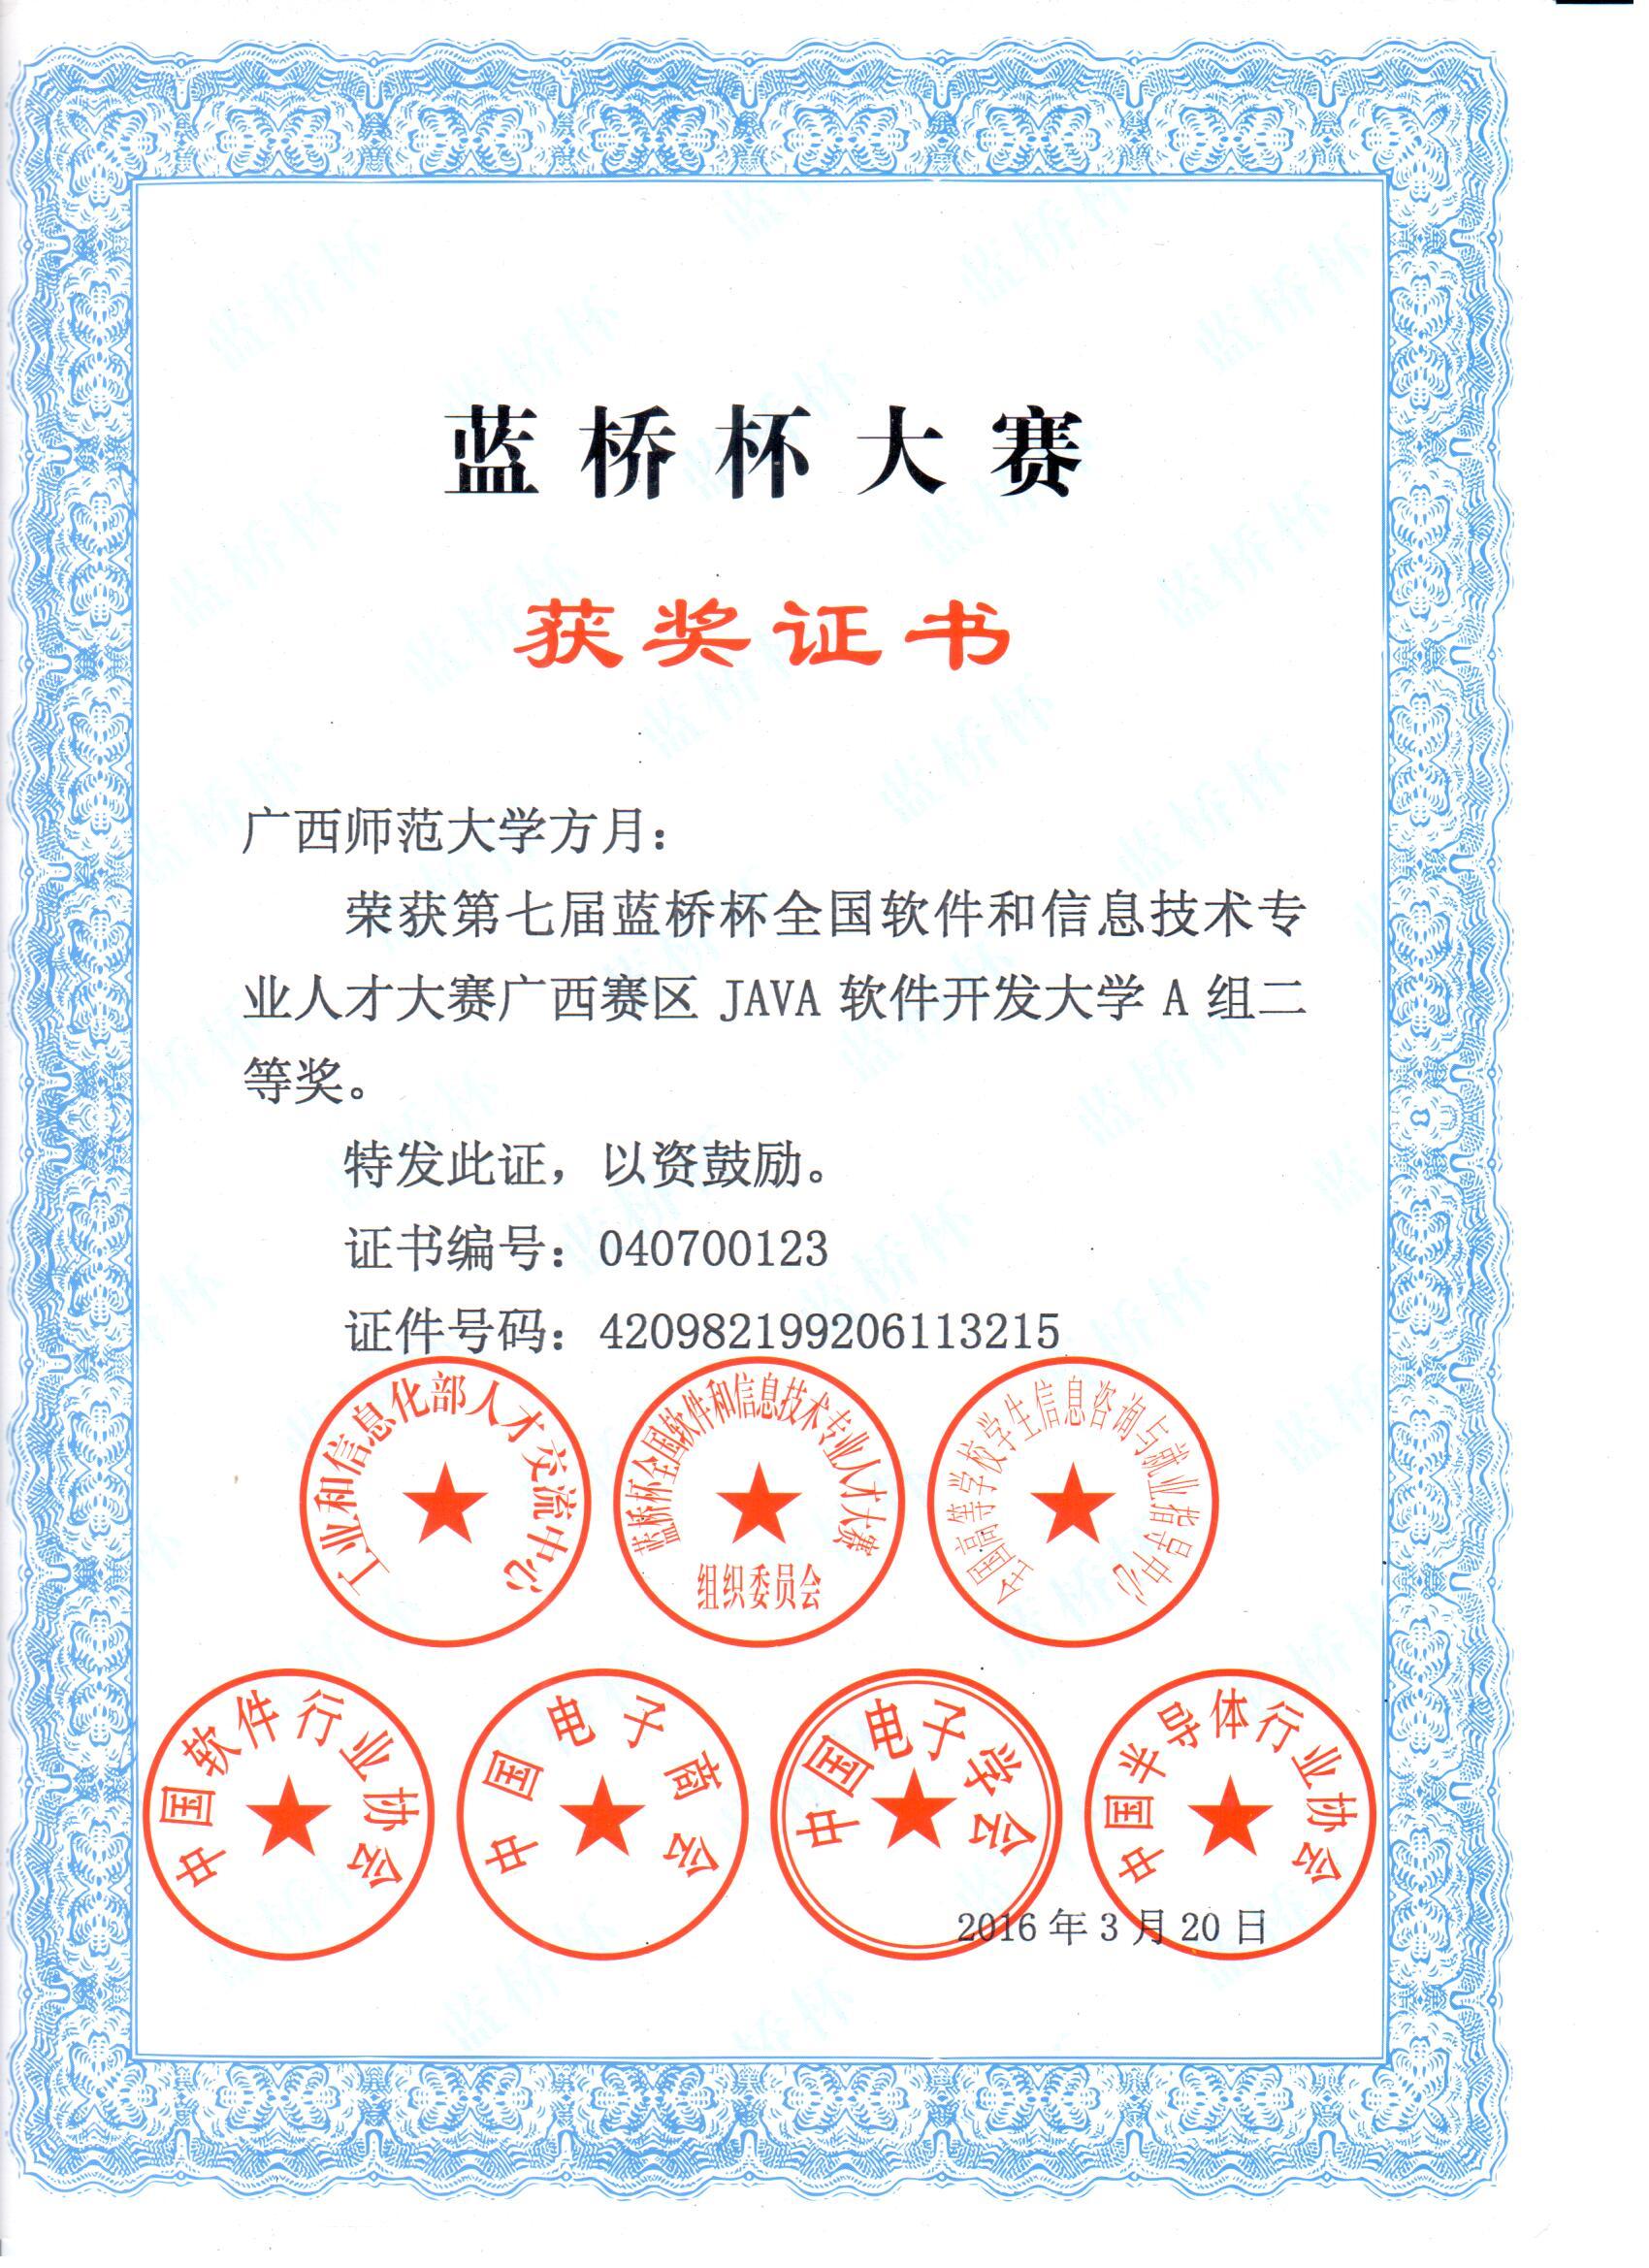 蓝桥杯大赛
获奖证书
广西师范大学方月：
荣获第七届蓝桥杯全国软件和信息技术专
业人才大赛广西赛区 JAVA 软件开发大学 A 组二
等奖。
特发此证，以资鼓励。
证书编号：040700123
证件号码：420982199206113215
工业和信息化部人才交流中心
蓝桥杯全国软件和信息技术专业人才大赛
组织委员会
全国高等学校学生信息咨询与就业指导中心
中国软件行业协会
中国电子商会
中国电子学会
中国半导体行业协会
2016 年 3 月 20 日